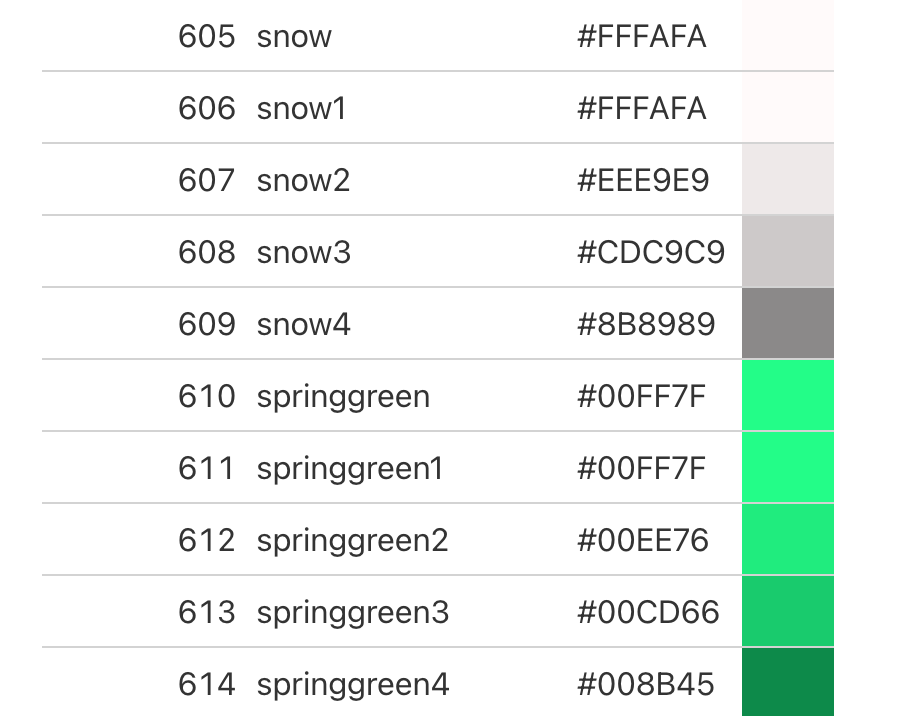 605 snow #FFFAFA
606 snow1 #FFFAFA
607 snow2 #EEE9E9
608 snow3 #CDC9C9
609 snow4 #8B8989
610 springgreen #00FF7F
611 springgreen1 #00FF7F
612 springgreen2 #00EE76
613 springgreen3 #00CD66
614 springgreen4 #008B45